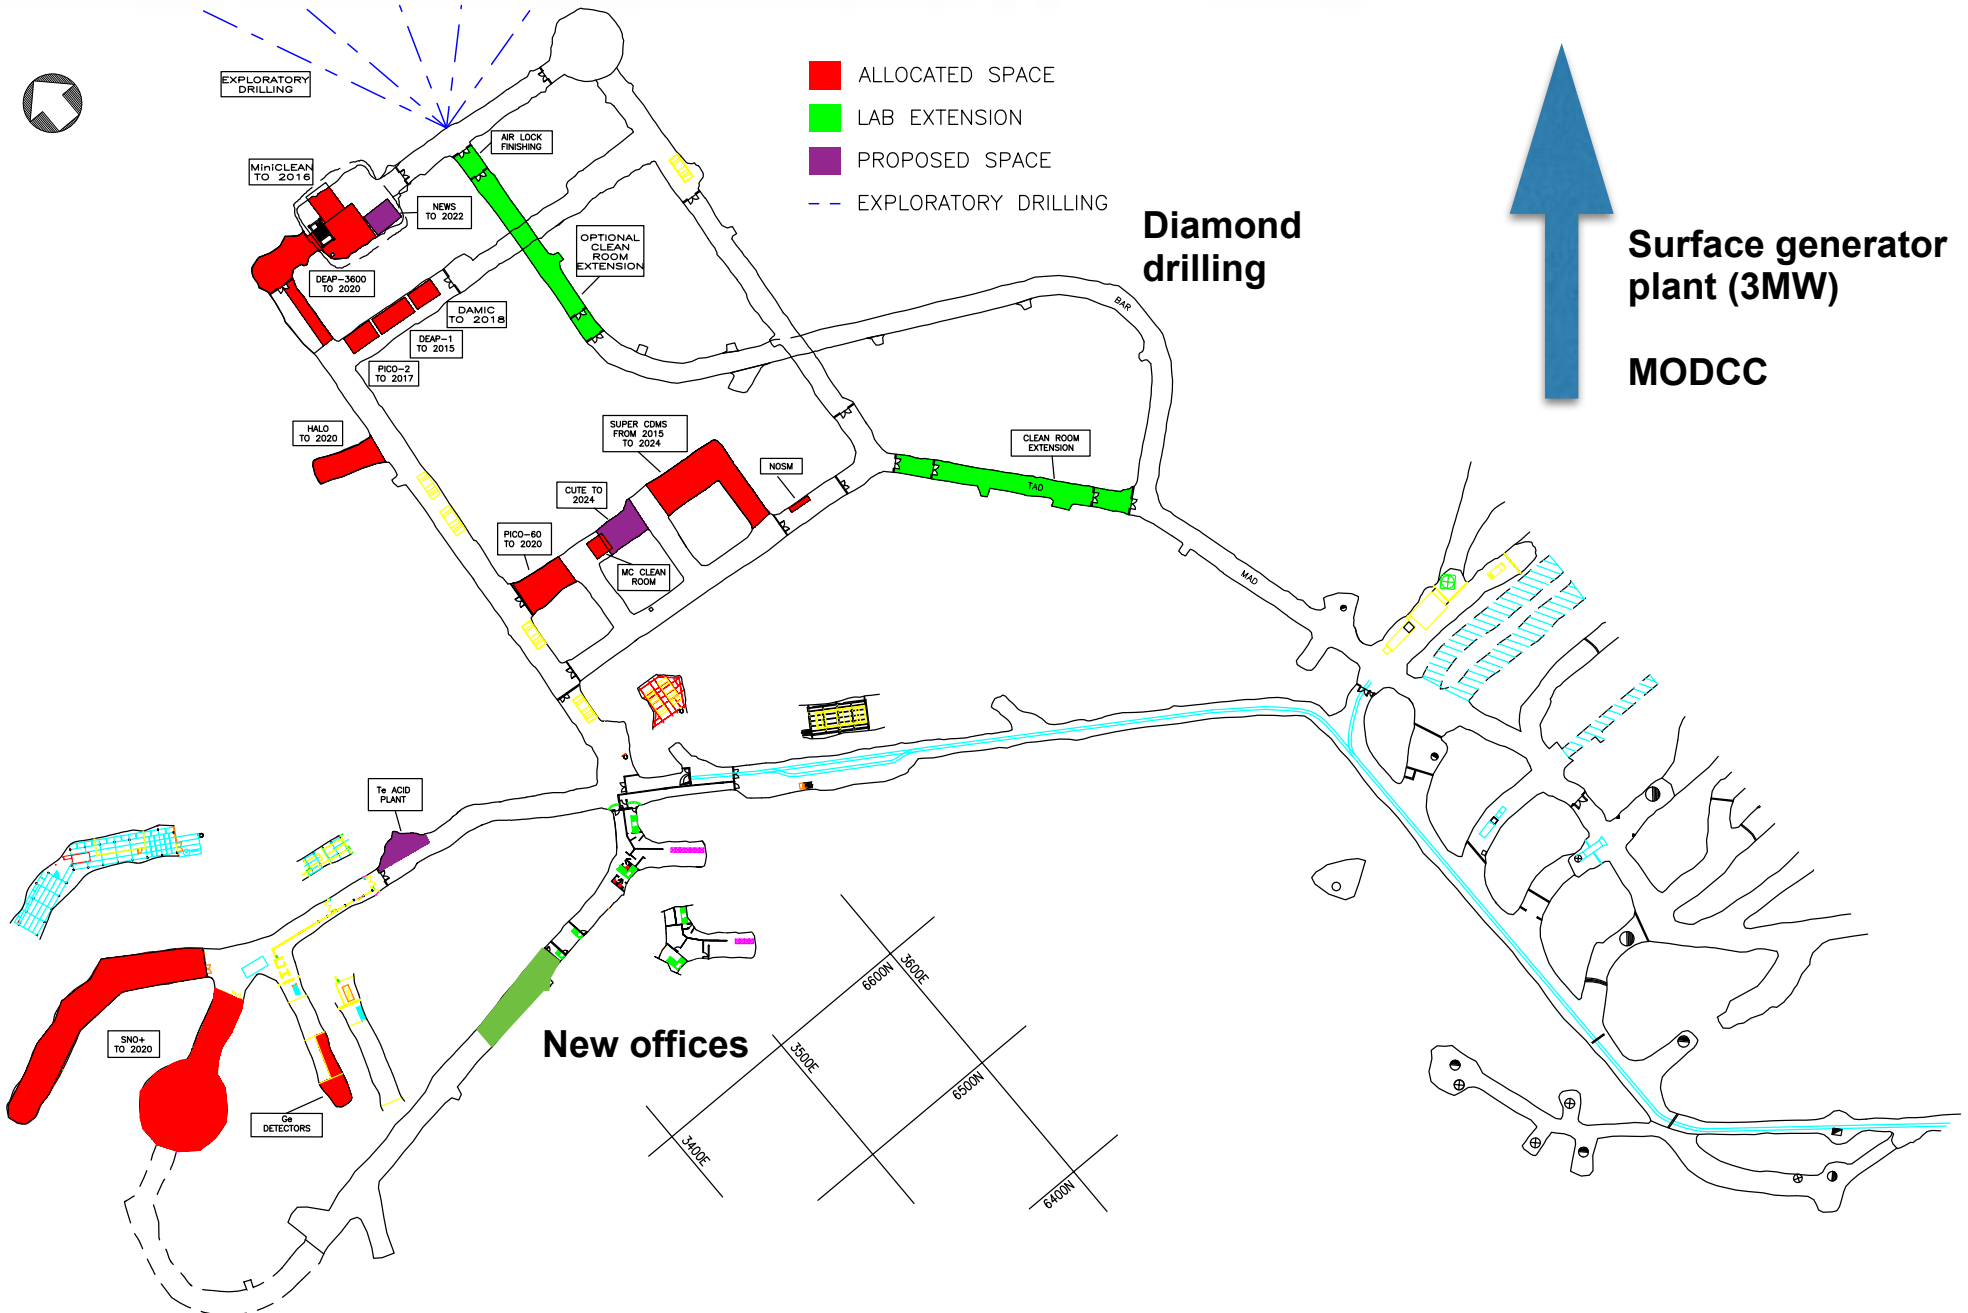 EXPLORATORY
DRILLING
ALLOCATED SPACE
LAB EXTENSION
PROPOSED SPACE
EXPLORATORY DRILLING
AIR LOCK
FINISHING
MiniCLEAN
TO 2016
NEWS
TO 2022
OPTIONAL
CLEAN
ROOM
EXTENSION
Diamond
drilling
Surface generator
plant (3MW)
MODCC
DEAP-3600
TO 2020
DAMIC
TO 2018
DEAP-1
TO 2015
PICO-2
TO 2017
BAR
HALO
TO 2020
SUPER CDMS
FROM 2015
TO 2024
NOSM
CLEAN ROOM
EXTENSION
TAD
CUTE TO
2024
PICO-60
TO 2020
MC CLEAN
ROOM
MAD
Te ACID
PLANT
SNO+
TO 2020
Ge
DETECTORS
New offices
6600N
3600E
3500E
6500N
3400E
6400N